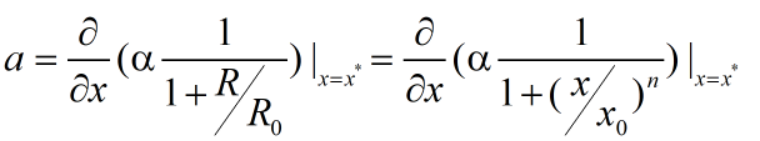 a = ∂/∂x (α 1/(1 + R/R₀)) |ₓ₌ₓ* = ∂/∂x (α 1/(1 + (x/x₀)ⁿ)) |ₓ₌ₓ*